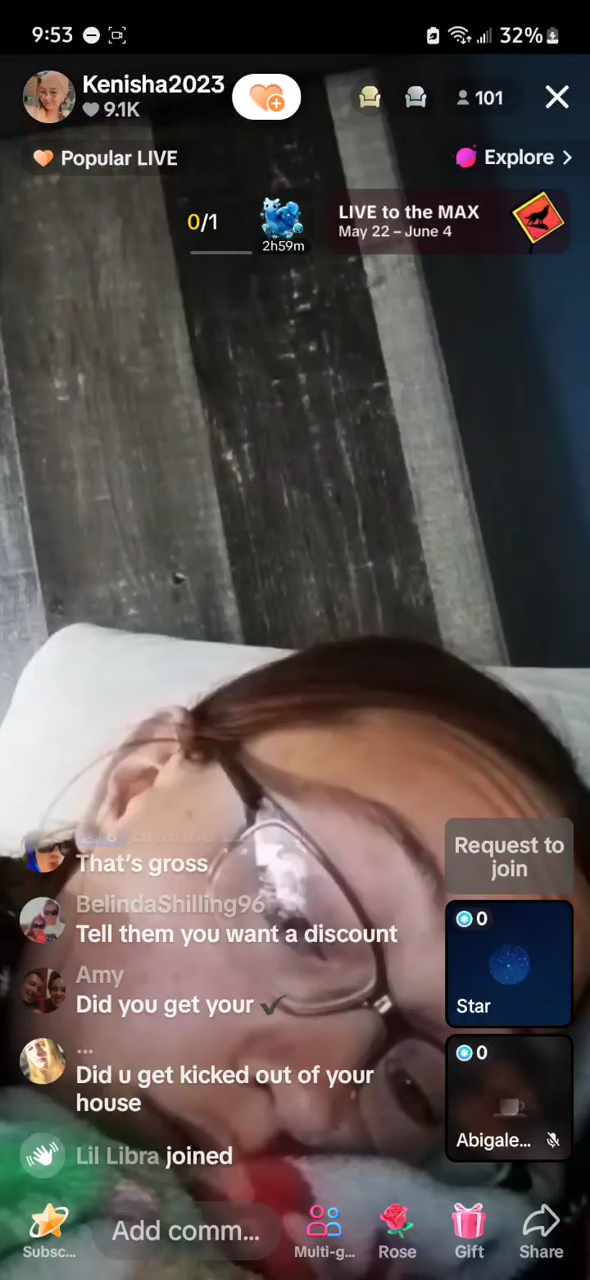 9:53
32%
Kenisha2023
9.1K
101
Popular LIVE
Explore >
0/1
2h59m
LIVE to the MAX
May 22 – June 4
That's gross
BelindaShilling96
Tell them you want a discount
Amy
Did you get your ✔
...
Did u get kicked out of your
house
Lil Libra joined
Request to
join
0
Star
0
Abigale...
Add comm...
Subsc...
Multi-g...
Rose
Gift
Share